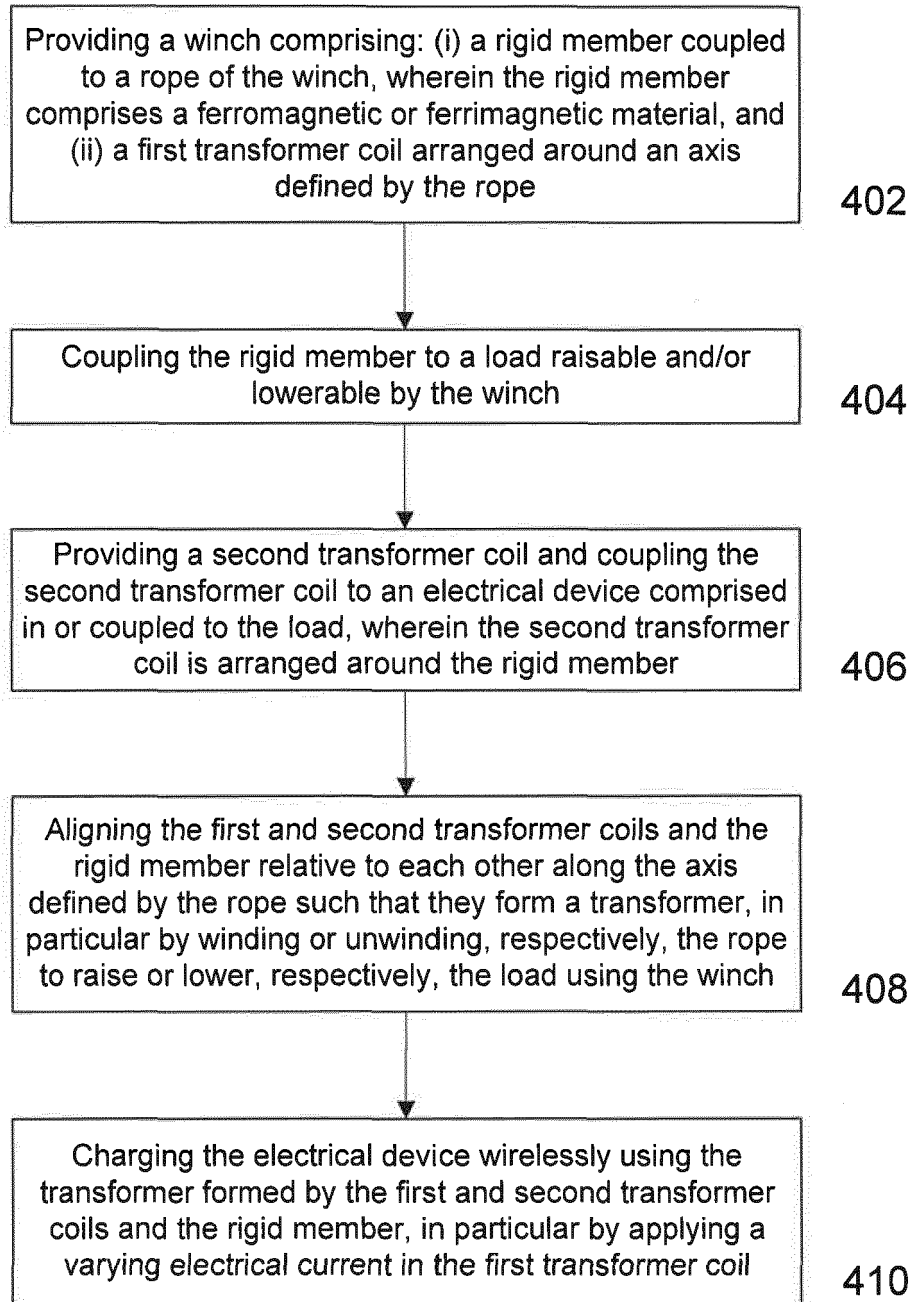 Providing a winch comprising: (i) a rigid member coupled
to a rope of the winch, wherein the rigid member
comprises a ferromagnetic or ferrimagnetic material, and
(ii) a first transformer coil arranged around an axis
defined by the rope
402
Coupling the rigid member to a load raisable and/or
lowerable by the winch
404
Providing a second transformer coil and coupling the
second transformer coil to an electrical device comprised
in or coupled to the load, wherein the second transformer
coil is arranged around the rigid member
406
Aligning the first and second transformer coils and the
rigid member relative to each other along the axis
defined by the rope such that they form a transformer, in
particular by winding or unwinding, respectively, the rope
to raise or lower, respectively, the load using the winch
408
Charging the electrical device wirelessly using the
transformer formed by the first and second transformer
coils and the rigid member, in particular by applying a
varying electrical current in the first transformer coil
410